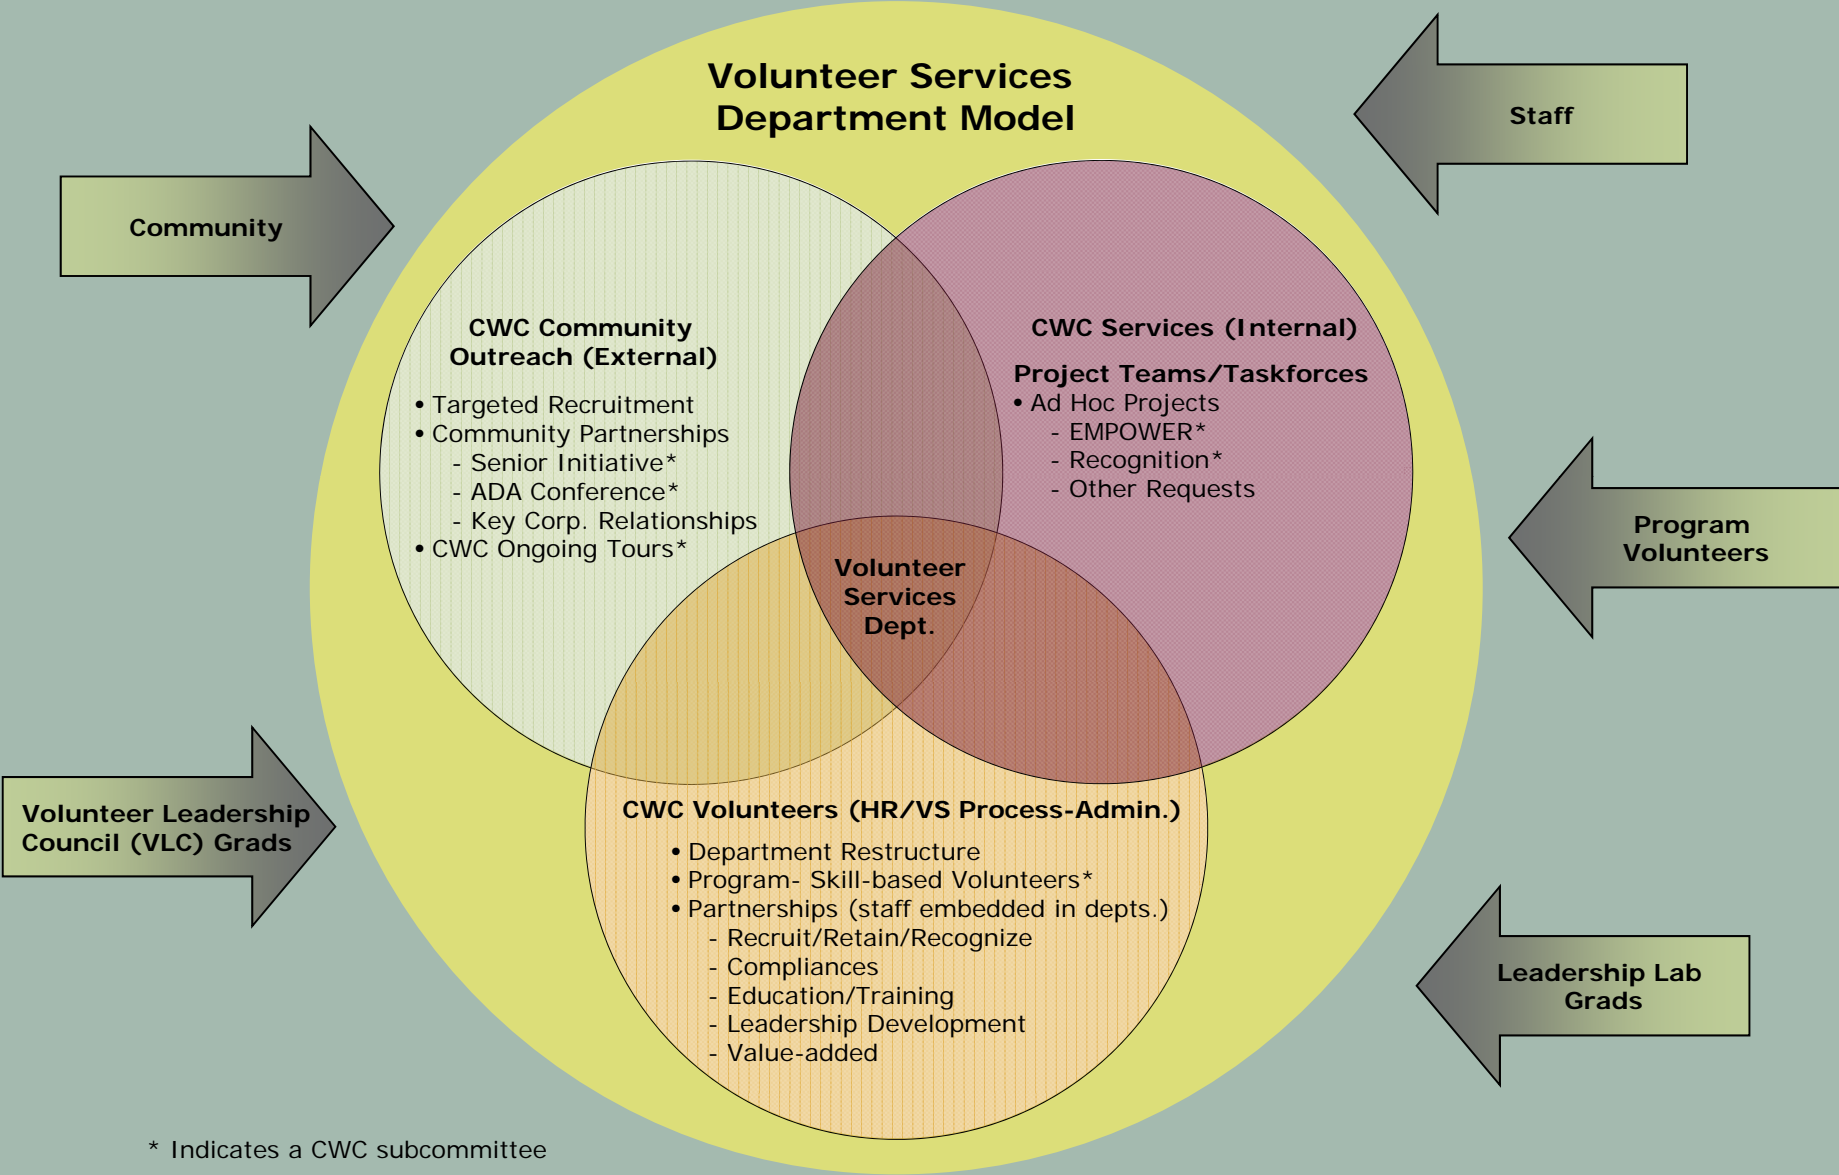 Volunteer Services
Department Model
Staff
Community
CWC Community
Outreach (External)
• Targeted Recruitment
• Community Partnerships
- Senior Initiative*
- ADA Conference*
- Key Corp. Relationships
• CWC Ongoing Tours*
CWC Services (Internal)
Project Teams/Taskforces
• Ad Hoc Projects
- EMPOWER*
- Recognition*
- Other Requests
Program
Volunteers
Volunteer
Services
Dept.
Volunteer Leadership
Council (VLC) Grads
CWC Volunteers (HR/VS Process-Admin.)
• Department Restructure
• Program- Skill-based Volunteers*
• Partnerships (staff embedded in depts.)
- Recruit/Retain/Recognize
- Compliances
- Education/Training
- Leadership Development
- Value-added
Leadership Lab
Grads
* Indicates a CWC subcommittee